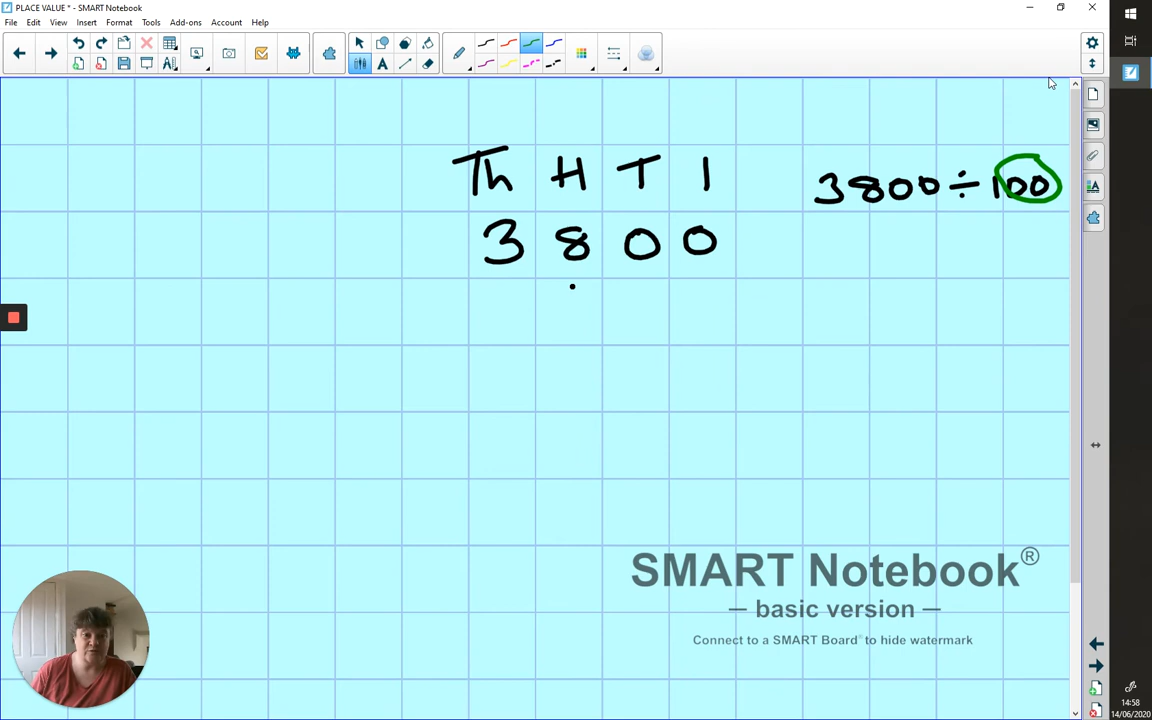 PLACE VALUE * - SMART Notebook
File Edit View Insert Format Tools Add-ons Account Help
Th H T 1
3800÷100
3 8 0 0
SMART Notebook®
— basic version —
Connect to a SMART Board® to hide watermark
14:58
14/06/2020